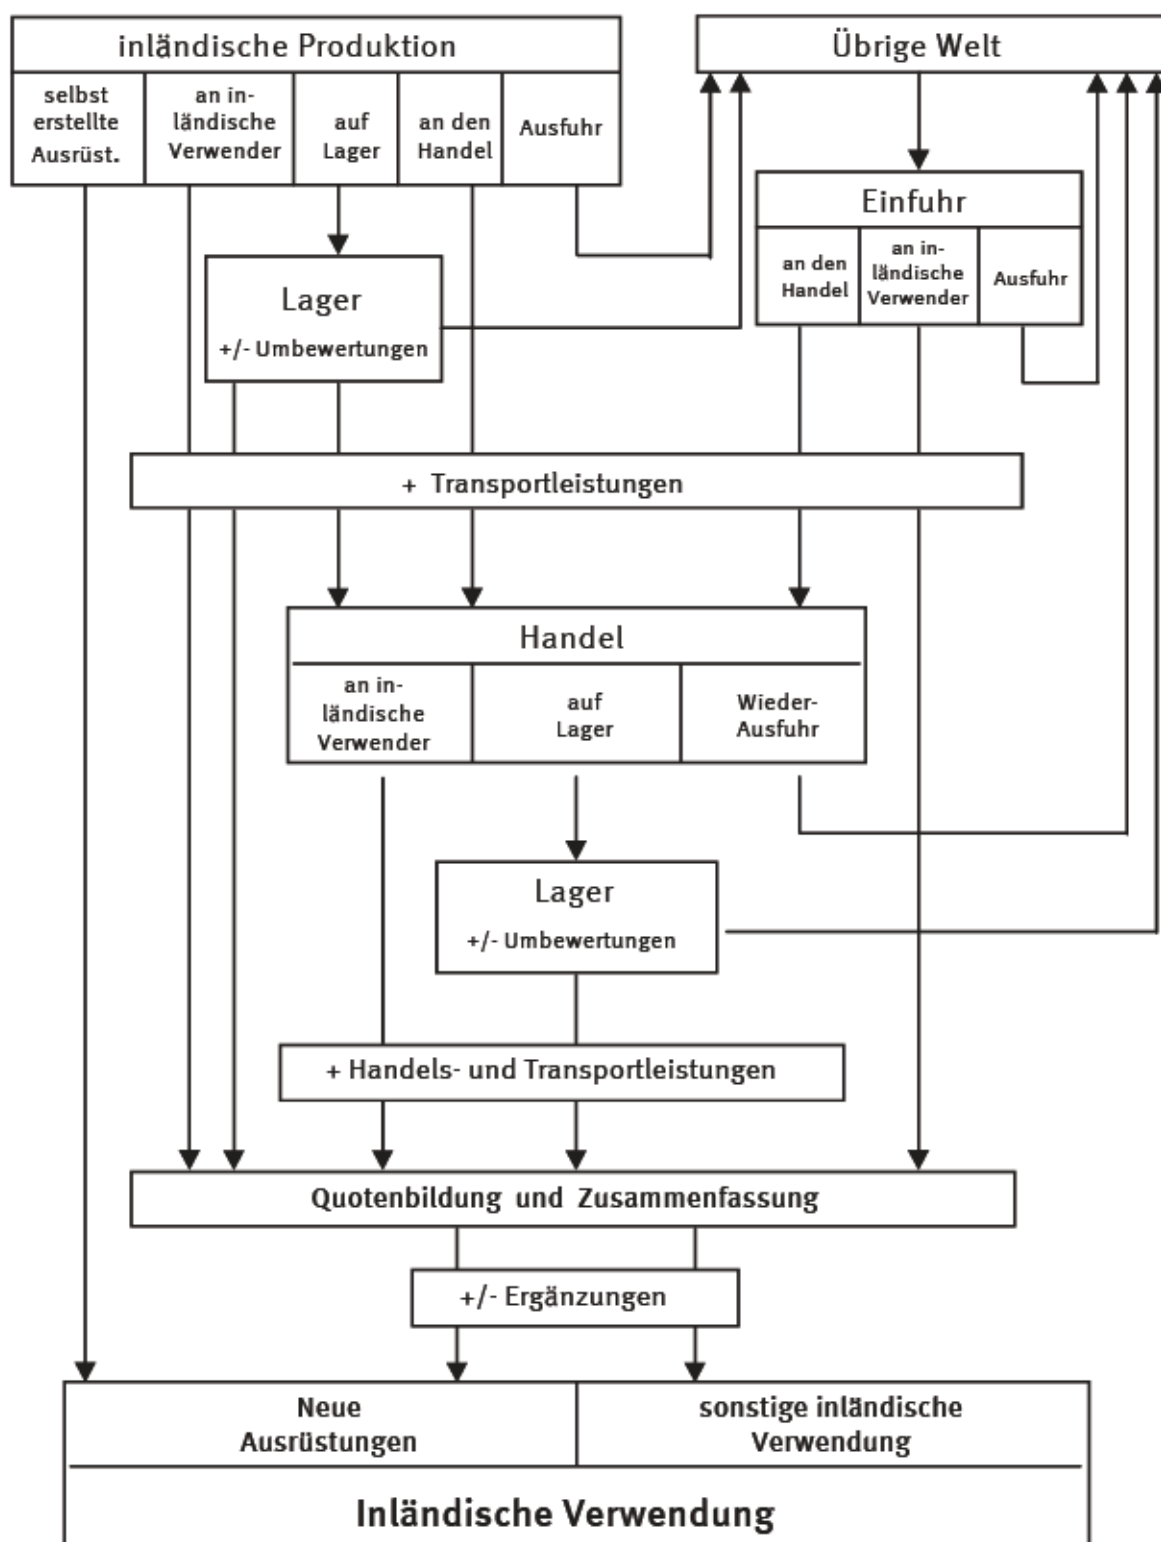 inländische Produktion
selbst
erstellte
Ausrüst.
an in-
ländische
Verwender
auf
Lager
an den
Handel
Ausfuhr
Übrige Welt
Einfuhr
an den
Handel
an in-
ländische
Verwender
Ausfuhr
Lager
+/- Umbewertungen
+ Transportleistungen
Handel
an in-
ländische
Verwender
auf
Lager
Wieder-
Ausfuhr
Lager
+/- Umbewertungen
+ Handels- und Transportleistungen
Quotenbildung und Zusammenfassung
+/- Ergänzungen
Neue
Ausrüstungen
sonstige inländische
Verwendung
Inländische Verwendung